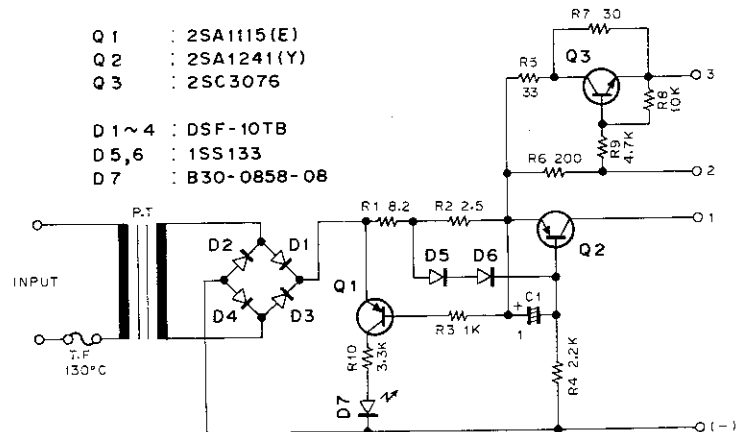 Q1 : 2SA1115(E)
Q2 : 2SA1241(Y)
Q3 : 2SC3076
D1~4 : DSF-10TB
D5,6 : 1SS133
D7 : B30-0858-08
R7 30
Q3
R5
33
3
R8
10K
R9
4.7K
R6 200
2
R1 8.2
R2 2.5
1
P.T
D2
D1
D5
D6
Q2
INPUT
Q1
D4
D3
+
C1
1
R3 1K
T.F
130°C
R10
3.3K
R4 2.2K
D7
(-)